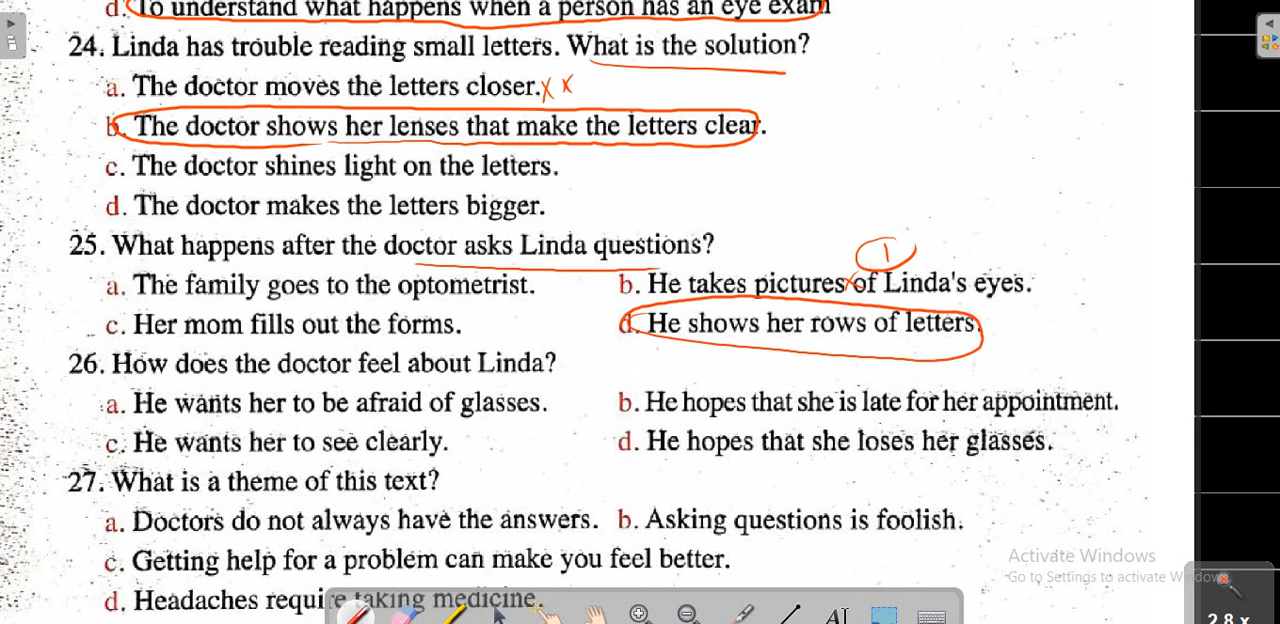 d. To understand what happens when a person has an eye exam
24. Linda has trouble reading small letters. What is the solution?
a. The doctor moves the letters closer.
b. The doctor shows her lenses that make the letters clear.
c. The doctor shines light on the letters.
d. The doctor makes the letters bigger.
25. What happens after the doctor asks Linda questions?
1
a. The family goes to the optometrist. b. He takes pictures of Linda's eyes.
c. Her mom fills out the forms. d. He shows her rows of letters.
26. How does the doctor feel about Linda?
a. He wants her to be afraid of glasses. b. He hopes that she is late for her appointment.
c. He wants her to see clearly. d. He hopes that she loses her glasses.
27. What is a theme of this text?
a. Doctors do not always have the answers. b. Asking questions is foolish.
c. Getting help for a problem can make you feel better.
d. Headaches require taking medicine.
Activate Windows
Go to Settings to activate Windows
AI
2.8 x